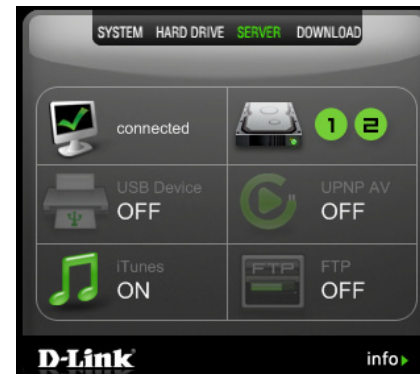 SYSTEM HARD DRIVE SERVER DOWNLOAD
connected
1 2
USB Device
OFF
UPNP AV
OFF
iTunes
ON
FTP
FTP
OFF
D-Link
info